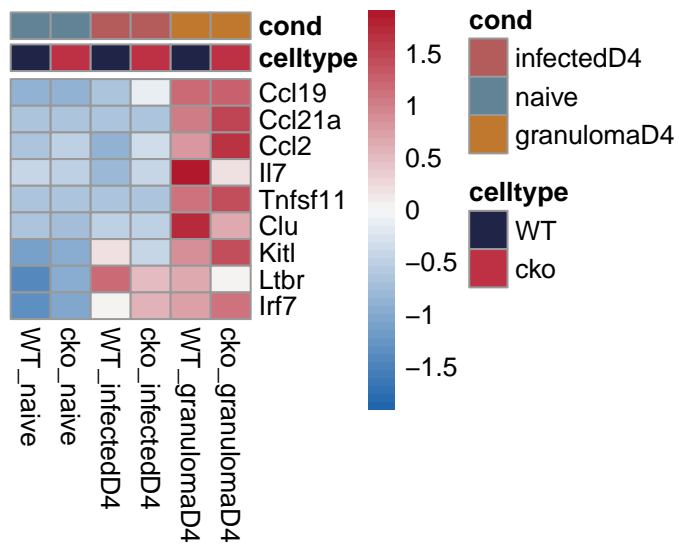 cond
celltype
Ccl19
Ccl21a
Ccl2
Il7
Tnfsf11
Clu
Kitl
Ltbr
Irf7
WT_naive
cko_naive
WT_infectedD4
cko_infectedD4
WT_granulomaD4
cko_granulomaD4
1.5
1
0.5
0
−0.5
−1
−1.5
cond
infectedD4
naive
granulomaD4
celltype
WT
cko